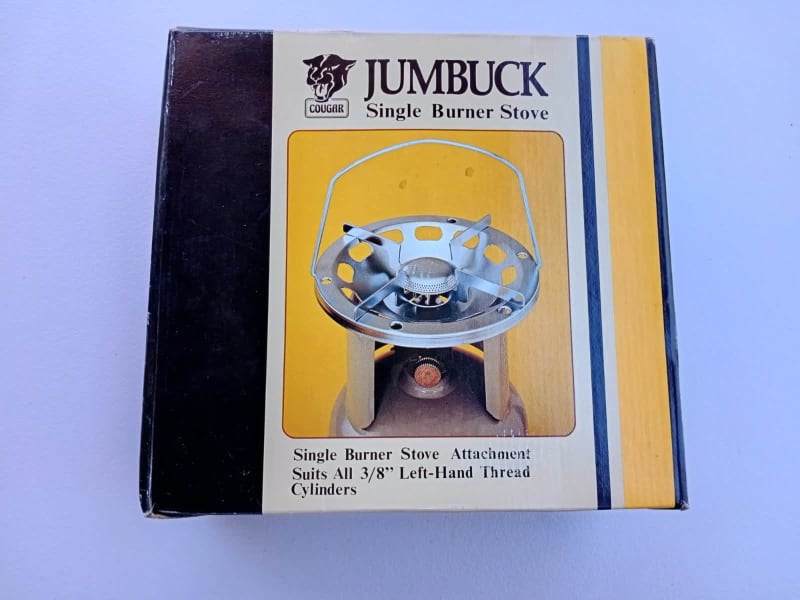 JUMBUCK
COUGAR
Single Burner Stove
Single Burner Stove Attachment
Suits All 3/8" Left-Hand Thread
Cylinders